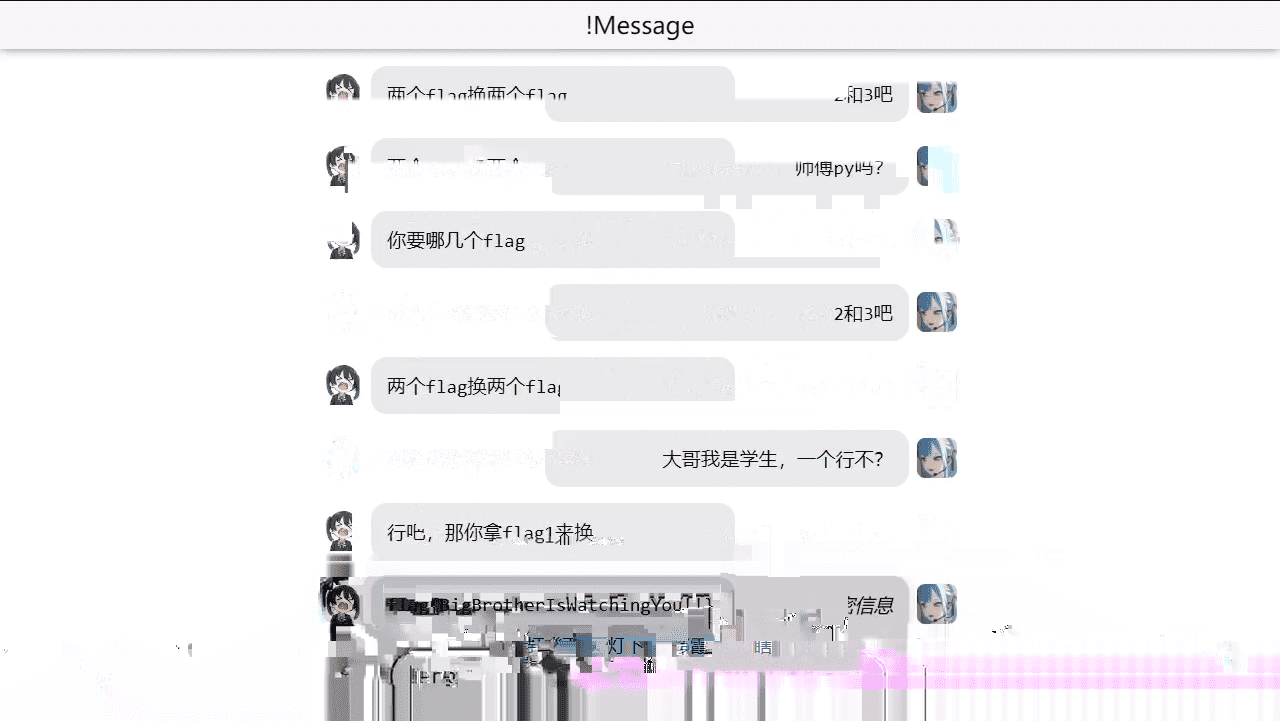 !Message
两个flag换两个flag
2和3吧
师傅py吗?
你要哪几个flag
2和3吧
两个flag换两个flag
大哥我是学生，一个行不?
行吧，那你拿flag1来换
flag{BigBrotherIsWatchingYou!!}
信息
灯下
睛